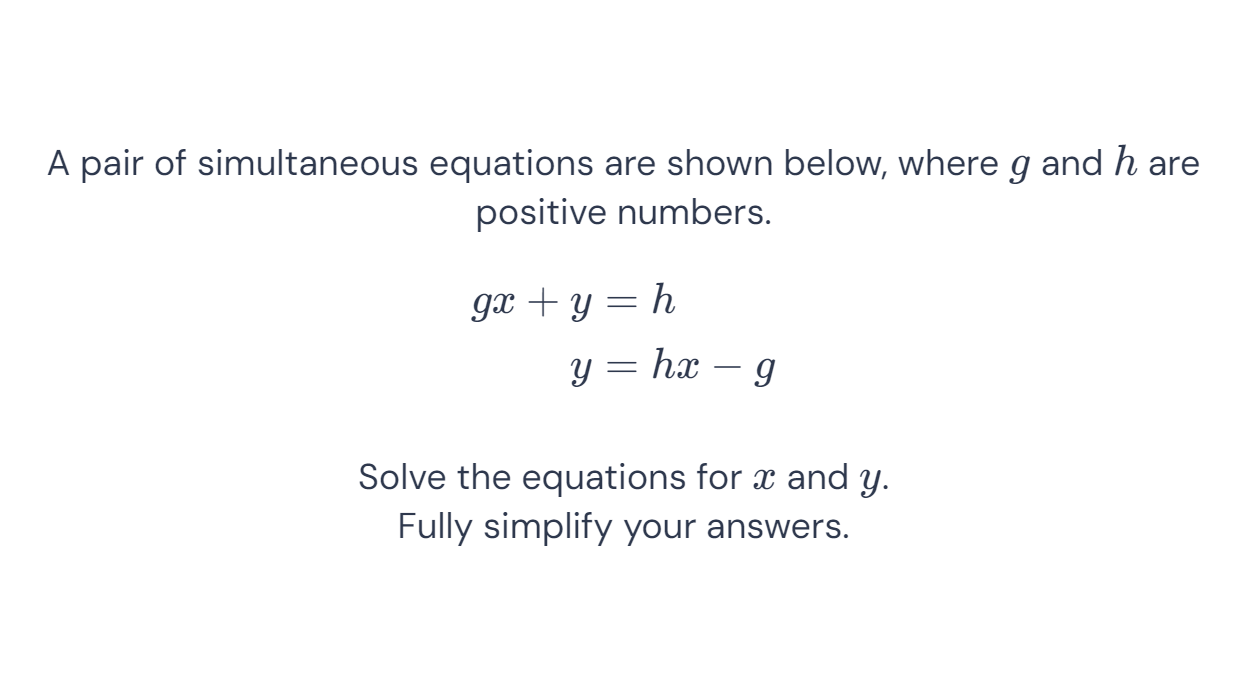 A pair of simultaneous equations are shown below, where g and h are
positive numbers.
gx + y = h
y = hx − g
Solve the equations for x and y.
Fully simplify your answers.